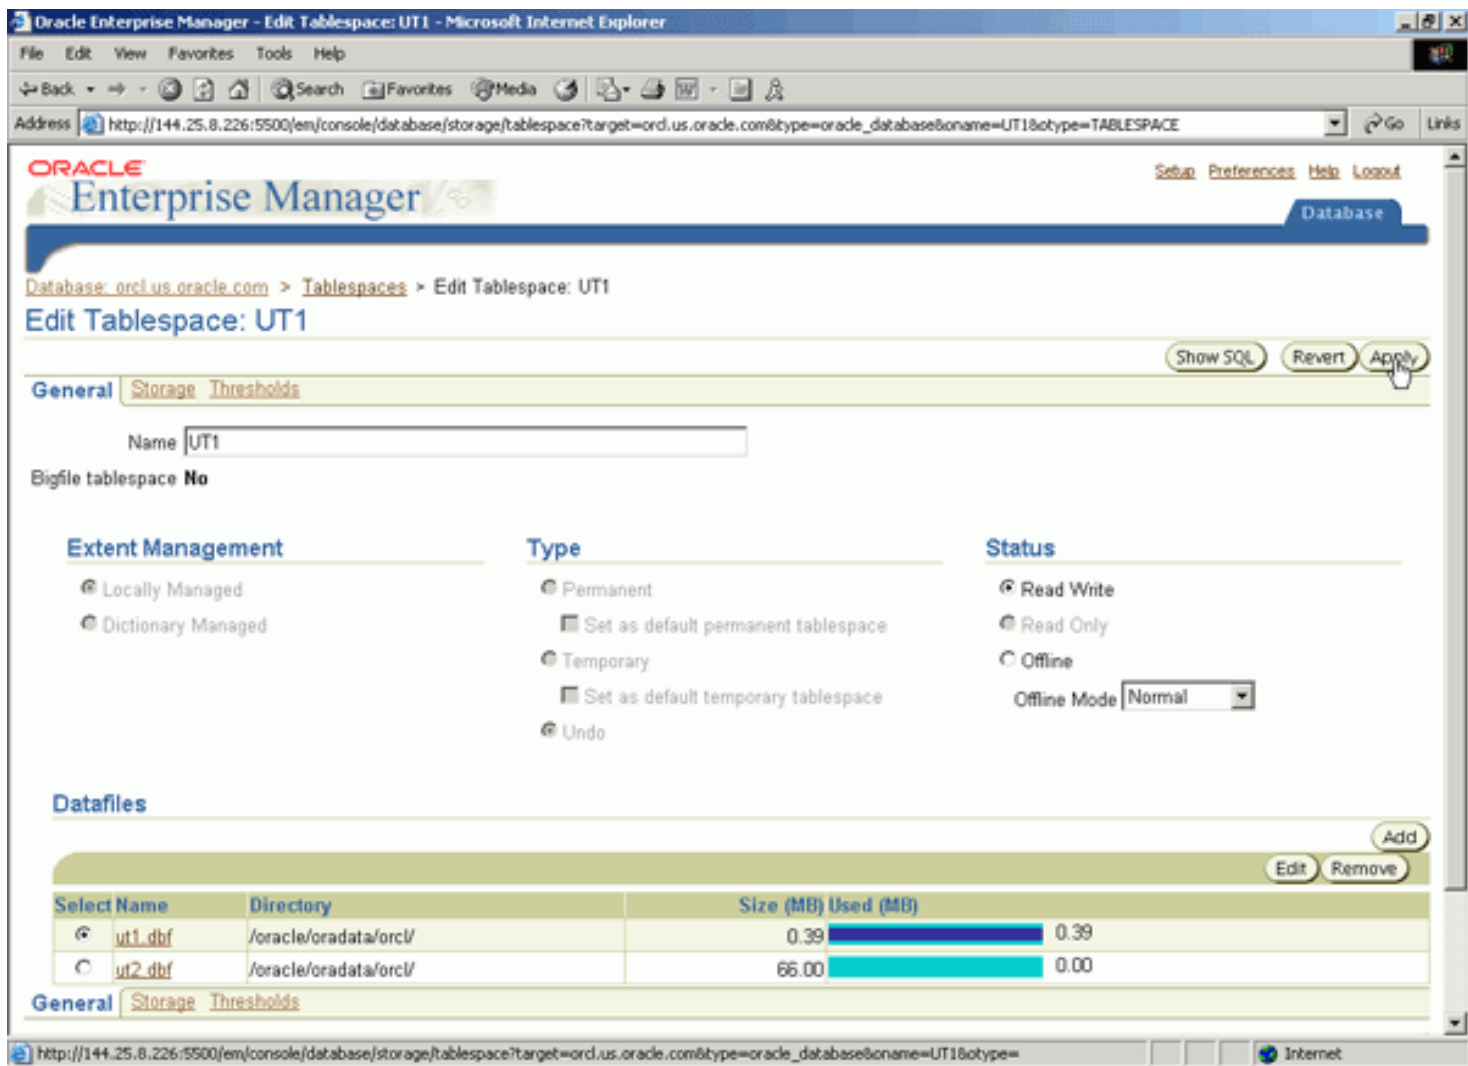 Oracle Enterprise Manager - Edit Tablespace: UT1 - Microsoft Internet Explorer
File Edit View Favorites Tools Help
Back Search Favorites Media
Address http://144.25.8.226:5500/em/console/database/storage/tablespace?target=orcl.us.oracle.com&type=oracle_database&oname=UT1&otype=TABLESPACE Go Links
ORACLE
Enterprise Manager
Setup Preferences Help Logout
Database
Database: orcl.us.oracle.com > Tablespaces > Edit Tablespace: UT1
Edit Tablespace: UT1
Show SQL Revert Apply
General Storage Thresholds
Name UT1
Bigfile tablespace No
Extent Management Type Status
Locally Managed Permanent Read Write
Dictionary Managed Set as default permanent tablespace Read Only
Temporary Offline
Set as default temporary tablespace Offline Mode Normal
Undo
Datafiles
Add
Edit Remove
Select Name Directory Size (MB) Used (MB)
ut1.dbf /oracle/oradata/orcl/ 0.39 0.39
ut2.dbf /oracle/oradata/orcl/ 66.00 0.00
General Storage Thresholds
http://144.25.8.226:5500/em/console/database/storage/tablespace?target=orcl.us.oracle.com&type=oracle_database&oname=UT1&otype= Internet